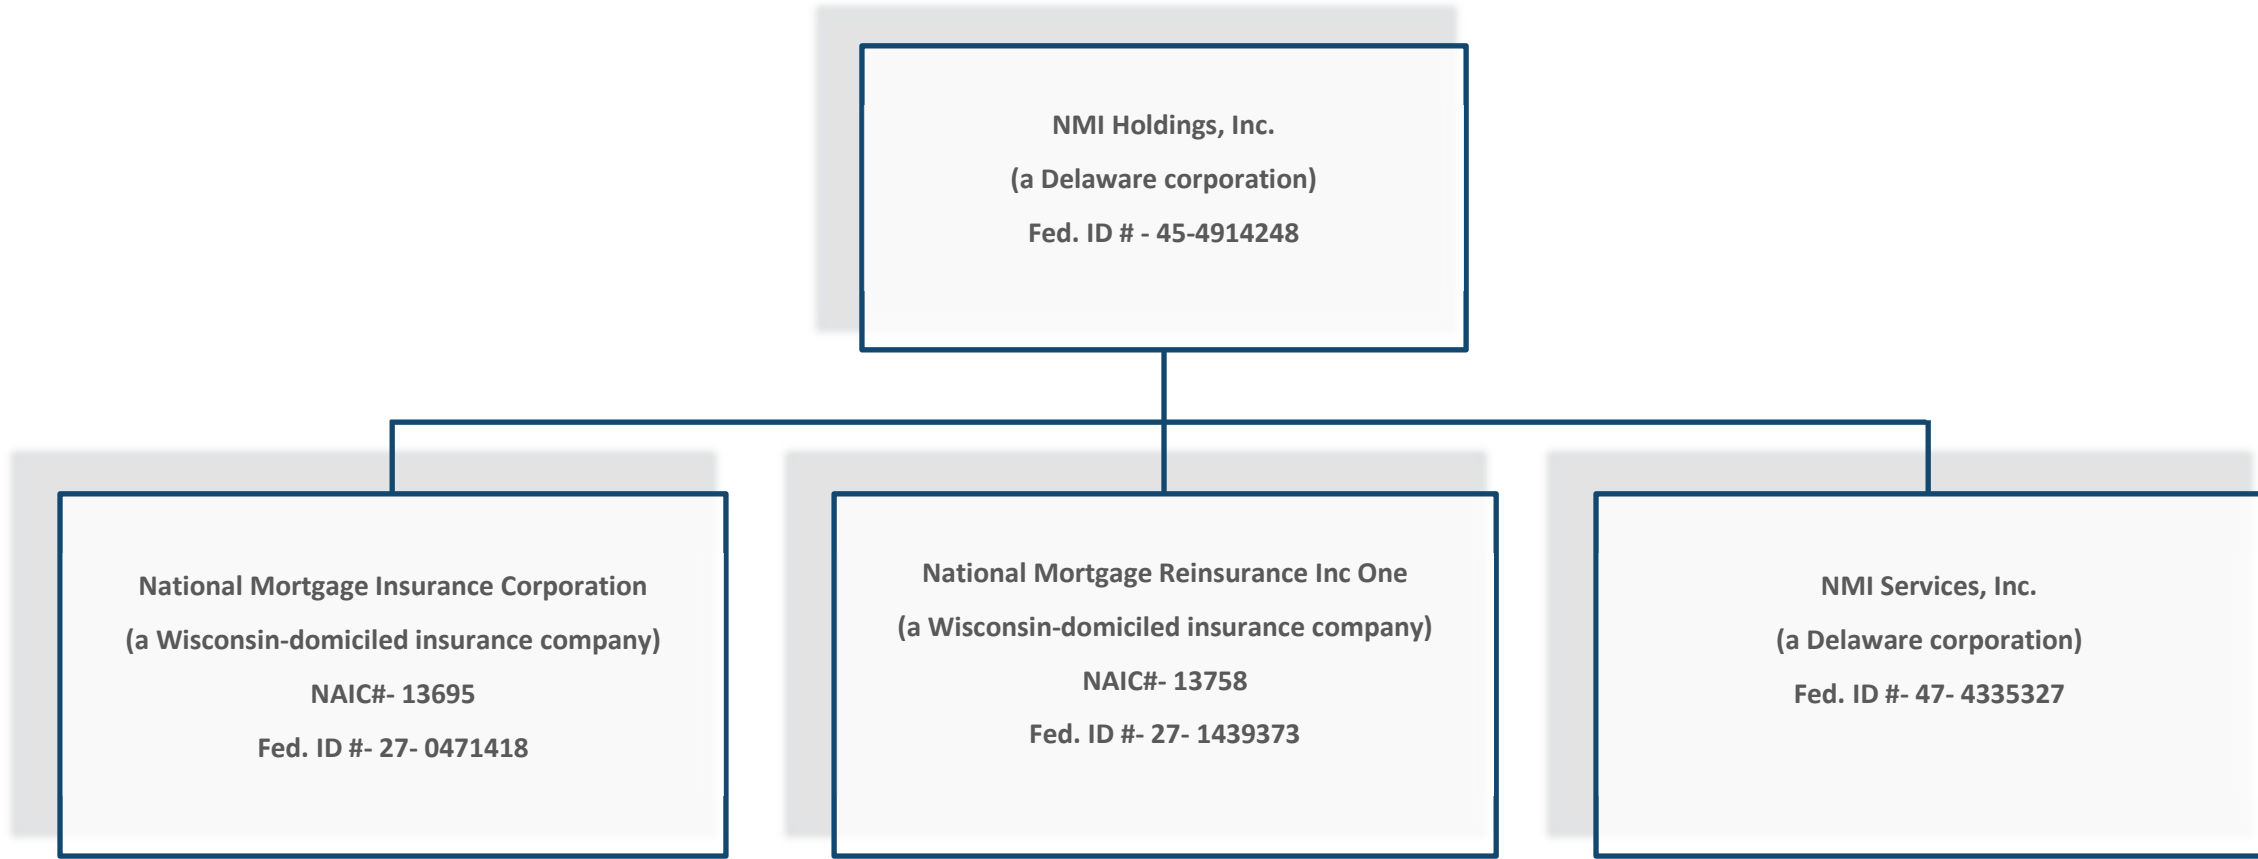 NMI Holdings, Inc.
(a Delaware corporation)
Fed. ID # - 45-4914248
National Mortgage Insurance Corporation
(a Wisconsin-domiciled insurance company)
NAIC#- 13695
Fed. ID #- 27- 0471418
National Mortgage Reinsurance Inc One
(a Wisconsin-domiciled insurance company)
NAIC#- 13758
Fed. ID #- 27- 1439373
NMI Services, Inc.
(a Delaware corporation)
Fed. ID #- 47- 4335327